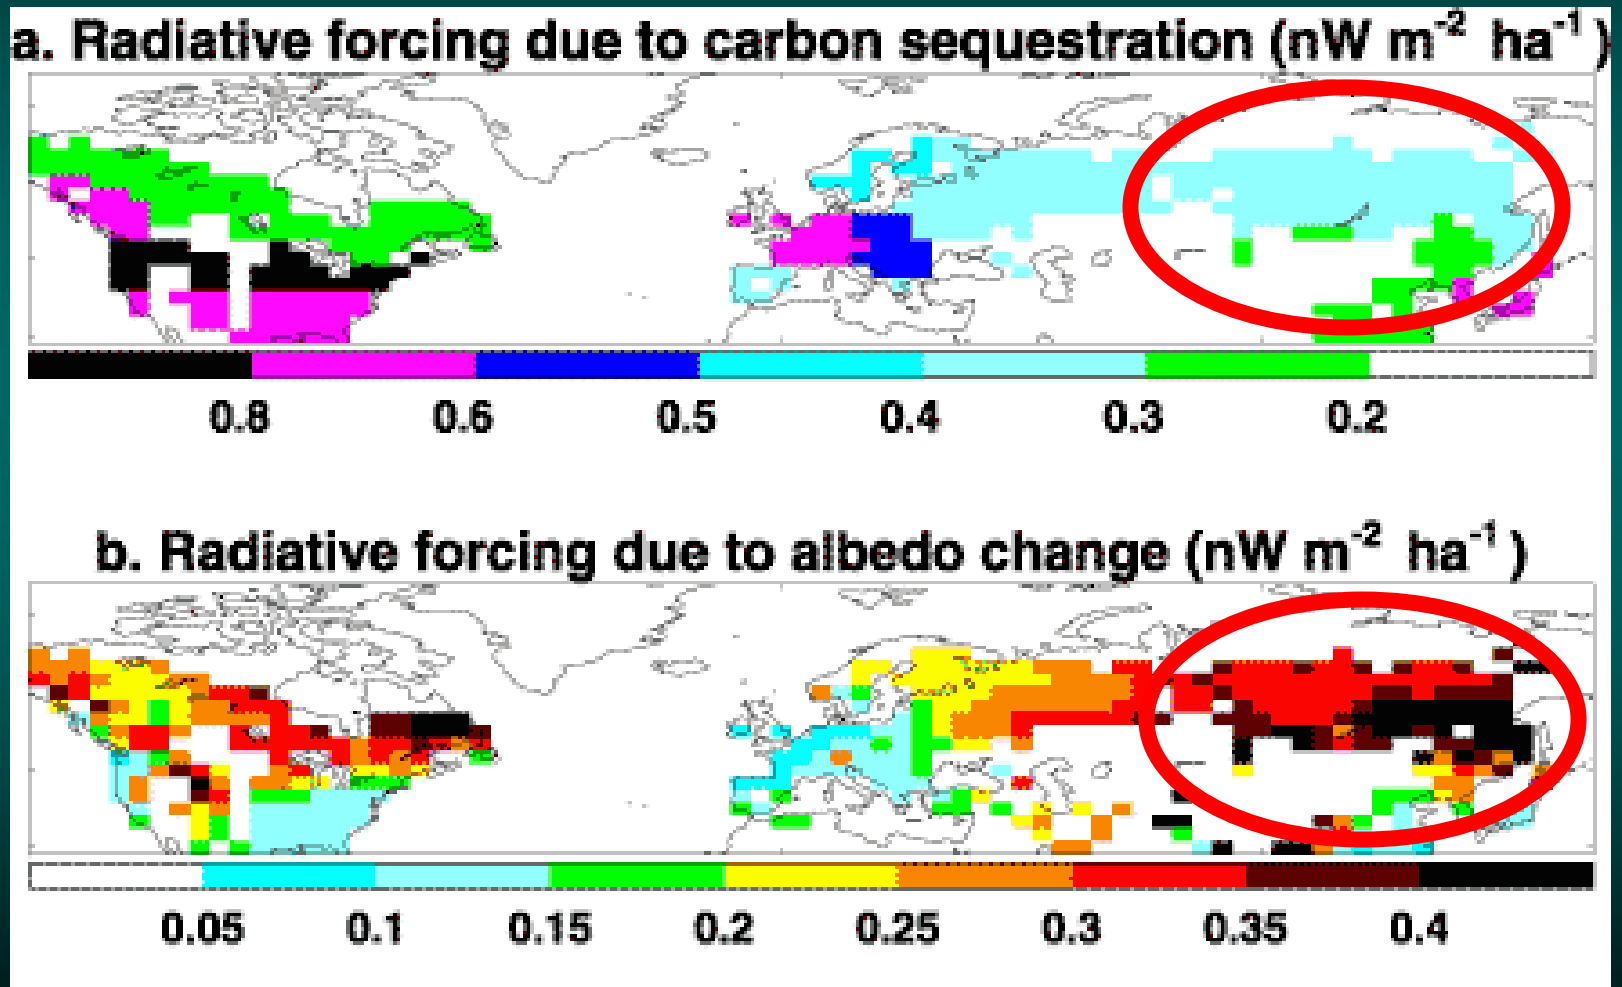 a. Radiative forcing due to carbon sequestration (nW m⁻² ha⁻¹)
0.8 0.6 0.5 0.4 0.3 0.2
b. Radiative forcing due to albedo change (nW m⁻² ha⁻¹)
0.05 0.1 0.15 0.2 0.25 0.3 0.35 0.4